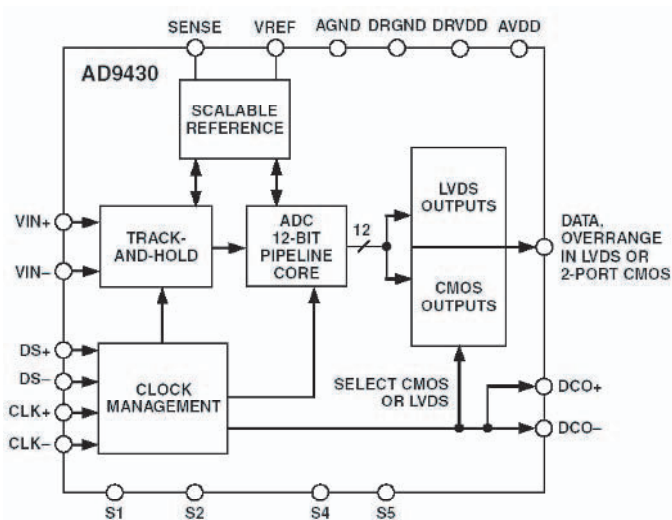 SENSE VREF AGND DRGND DRVDD AVDD
AD9430
SCALABLE
REFERENCE
VIN+
VIN–
TRACK-
AND-HOLD
ADC
12-BIT
PIPELINE
CORE
12
LVDS
OUTPUTS
CMOS
OUTPUTS
DATA,
OVERRANGE
IN LVDS OR
2-PORT CMOS
DS+
DS–
CLK+
CLK–
CLOCK
MANAGEMENT
SELECT CMOS
OR LVDS
DCO+
DCO–
S1 S2 S4 S5